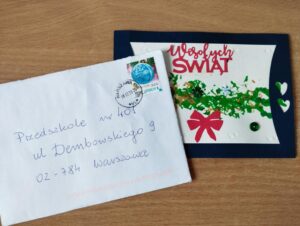 Wesołych
ŚWIĄT
Przedszkole nr 401
ul Dembowskiego 9
02-784 Warszawa